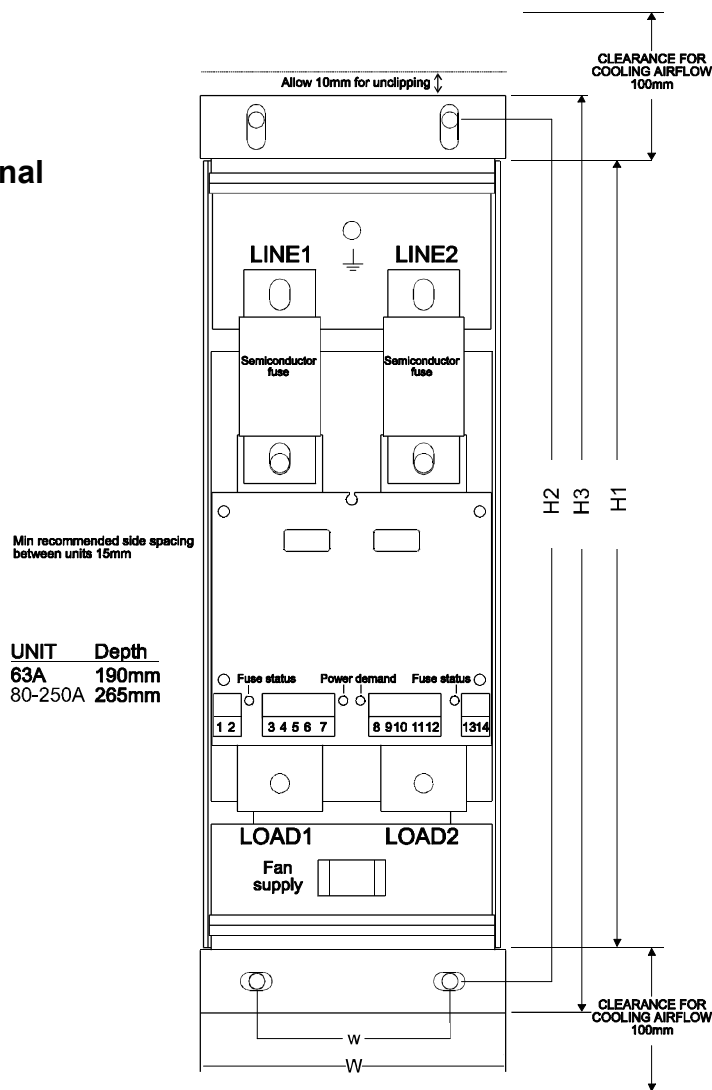 CLEARANCE FOR
COOLING AIRFLOW
100mm
Allow 10mm for unclipping
nal
LINE1 LINE2
Semiconductor
fuse
Semiconductor
fuse
H2 H3 H1
Min recommended side spacing
between units 15mm
UNIT Depth
63A 190mm
80-250A 265mm
Fuse status Power demand Fuse status
1 2 3 4 5 6 7 8 9 10 11 12 13 14
LOAD1 LOAD2
Fan
supply
CLEARANCE FOR
COOLING AIRFLOW
100mm
w
W